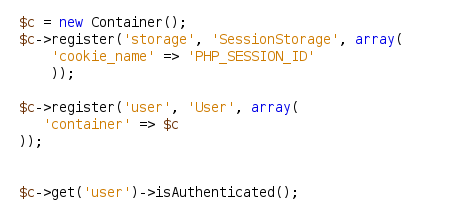 $c = new Container();
$c->register('storage', 'SessionStorage', array(
    'cookie_name' => 'PHP_SESSION_ID'
    ));

$c->register('user', 'User', array(
   'container' => $c
));

$c->get('user')->isAuthenticated();